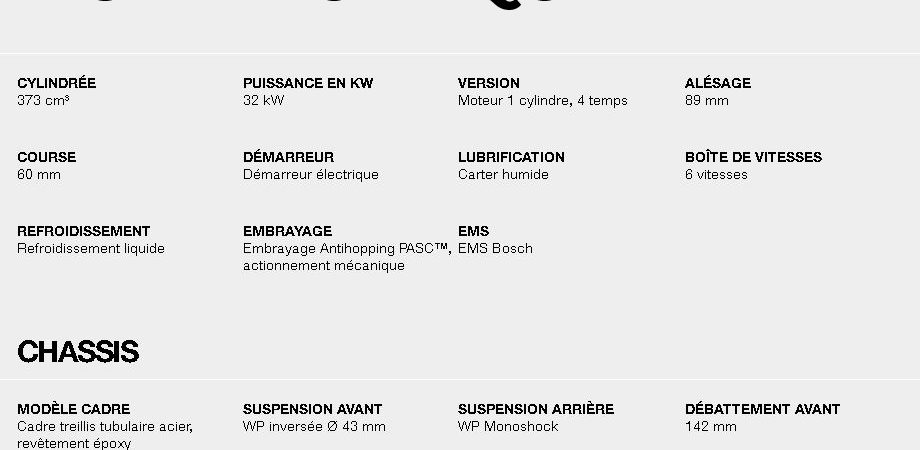 CYLINDRÉE
373 cm³
PUISSANCE EN KW
32 kW
VERSION
Moteur 1 cylindre, 4 temps
ALÉSAGE
89 mm
COURSE
60 mm
DÉMARREUR
Démarreur électrique
LUBRIFICATION
Carter humide
BOÎTE DE VITESSES
6 vitesses
REFROIDISSEMENT
Refroidissement liquide
EMBRAYAGE
Embrayage Antihopping PASC™,
actionnement mécanique
EMS
EMS Bosch
CHASSIS
MODÈLE CADRE
Cadre treillis tubulaire acier,
revêtement époxy
SUSPENSION AVANT
WP inversée Ø 43 mm
SUSPENSION ARRIÈRE
WP Monoshock
DÉBATTEMENT AVANT
142 mm